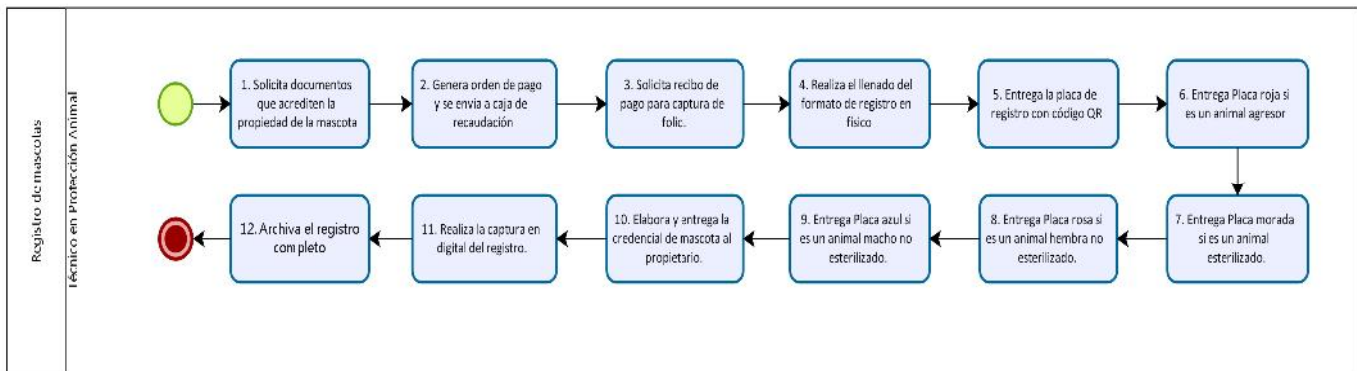 Registro de mascotas
Técnico en Protección Animal
1. Solicita documentos
que acrediten la
propiedad de la mascota
2. Genera orden de pago
y se envia a caja de
recaudación
3. Solicita recibo de
pago para captura de
folic.
4. Realiza el llenado del
formato de registro en
físico
5. Entrega la placa de
registro con código QR
6. Entrega Placa roja si
es un animal agresor
7. Entrega Placa morada
si es un animal
esterilizado.
8. Entrega Placa rosa si
es un animal hembra no
esterilizado.
9. Entrega Placa azul si
es un animal macho no
esterilizado.
10. Elabora y entrega la
credencial de mascota al
propietario.
11. Realiza la captura en
digital del registro.
12. Archiva el registro
completo